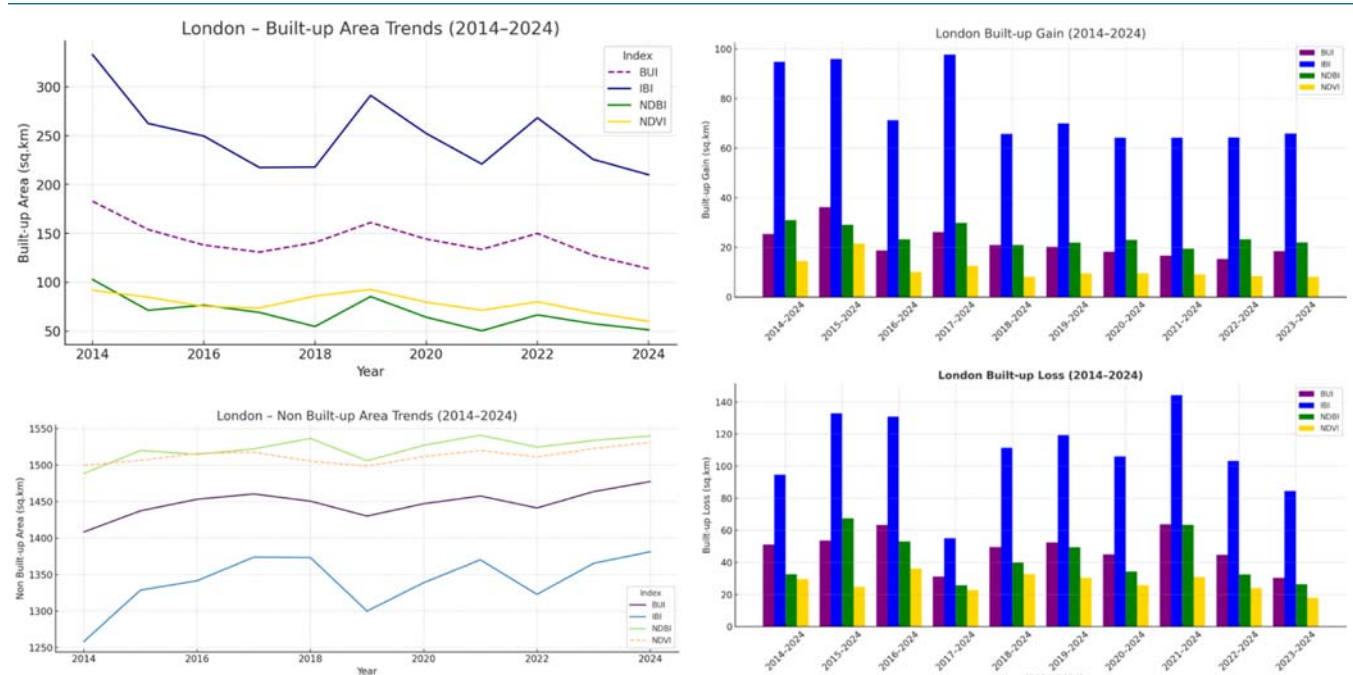 London – Built-up Area Trends (2014–2024)
Index
BUI
IBI
NDBI
NDVI
300
250
200
150
100
50
Built-up Area (sq.km)
2014
2016
2018
2020
2022
2024
Year
London Built-up Gain (2014–2024)
BUI
IBI
NDBI
NDVI
100
80
60
40
20
0
Built-up Gain (sq.km)
2014–2024
2015–2024
2016–2024
2017–2024
2018–2024
2019–2024
2020–2024
2021–2024
2022–2024
2023–2024
London – Non Built-up Area Trends (2014–2024)
1550
1500
1450
1400
1350
1300
1250
Non Built-up Area (sq.km)
Index
BUI
IBI
NDBI
NDVI
2014
2016
2018
2020
2022
2024
Year
London Built-up Loss (2014–2024)
BUI
IBI
NDBI
NDVI
140
120
100
80
60
40
20
0
Built-up Loss (sq.km)
2014–2024
2015–2024
2016–2024
2017–2024
2018–2024
2019–2024
2020–2024
2021–2024
2022–2024
2023–2024